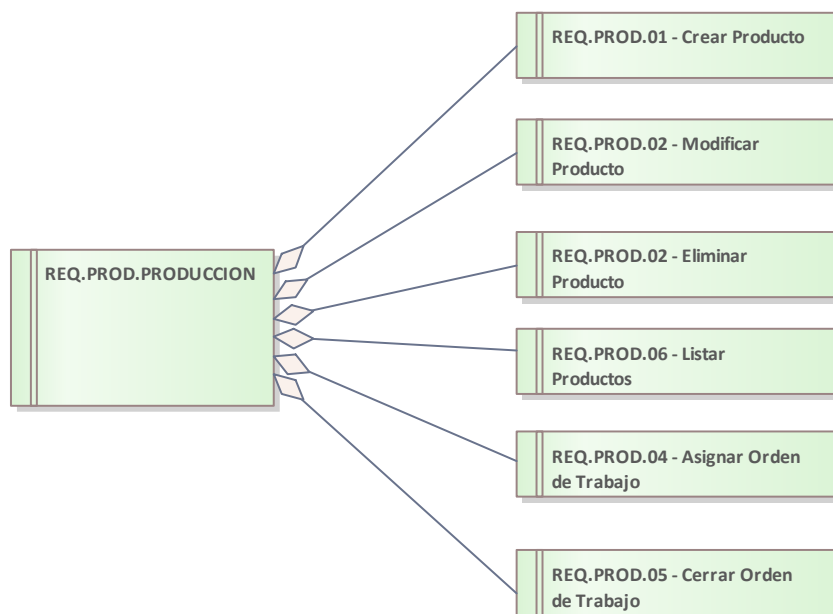 REQ.PROD.01 - Crear Producto
REQ.PROD.02 - Modificar
Producto
REQ.PROD.02 - Eliminar
Producto
REQ.PROD.PRODUCCION
REQ.PROD.06 - Listar
Productos
REQ.PROD.04 - Asignar Orden
de Trabajo
REQ.PROD.05 - Cerrar Orden
de Trabajo